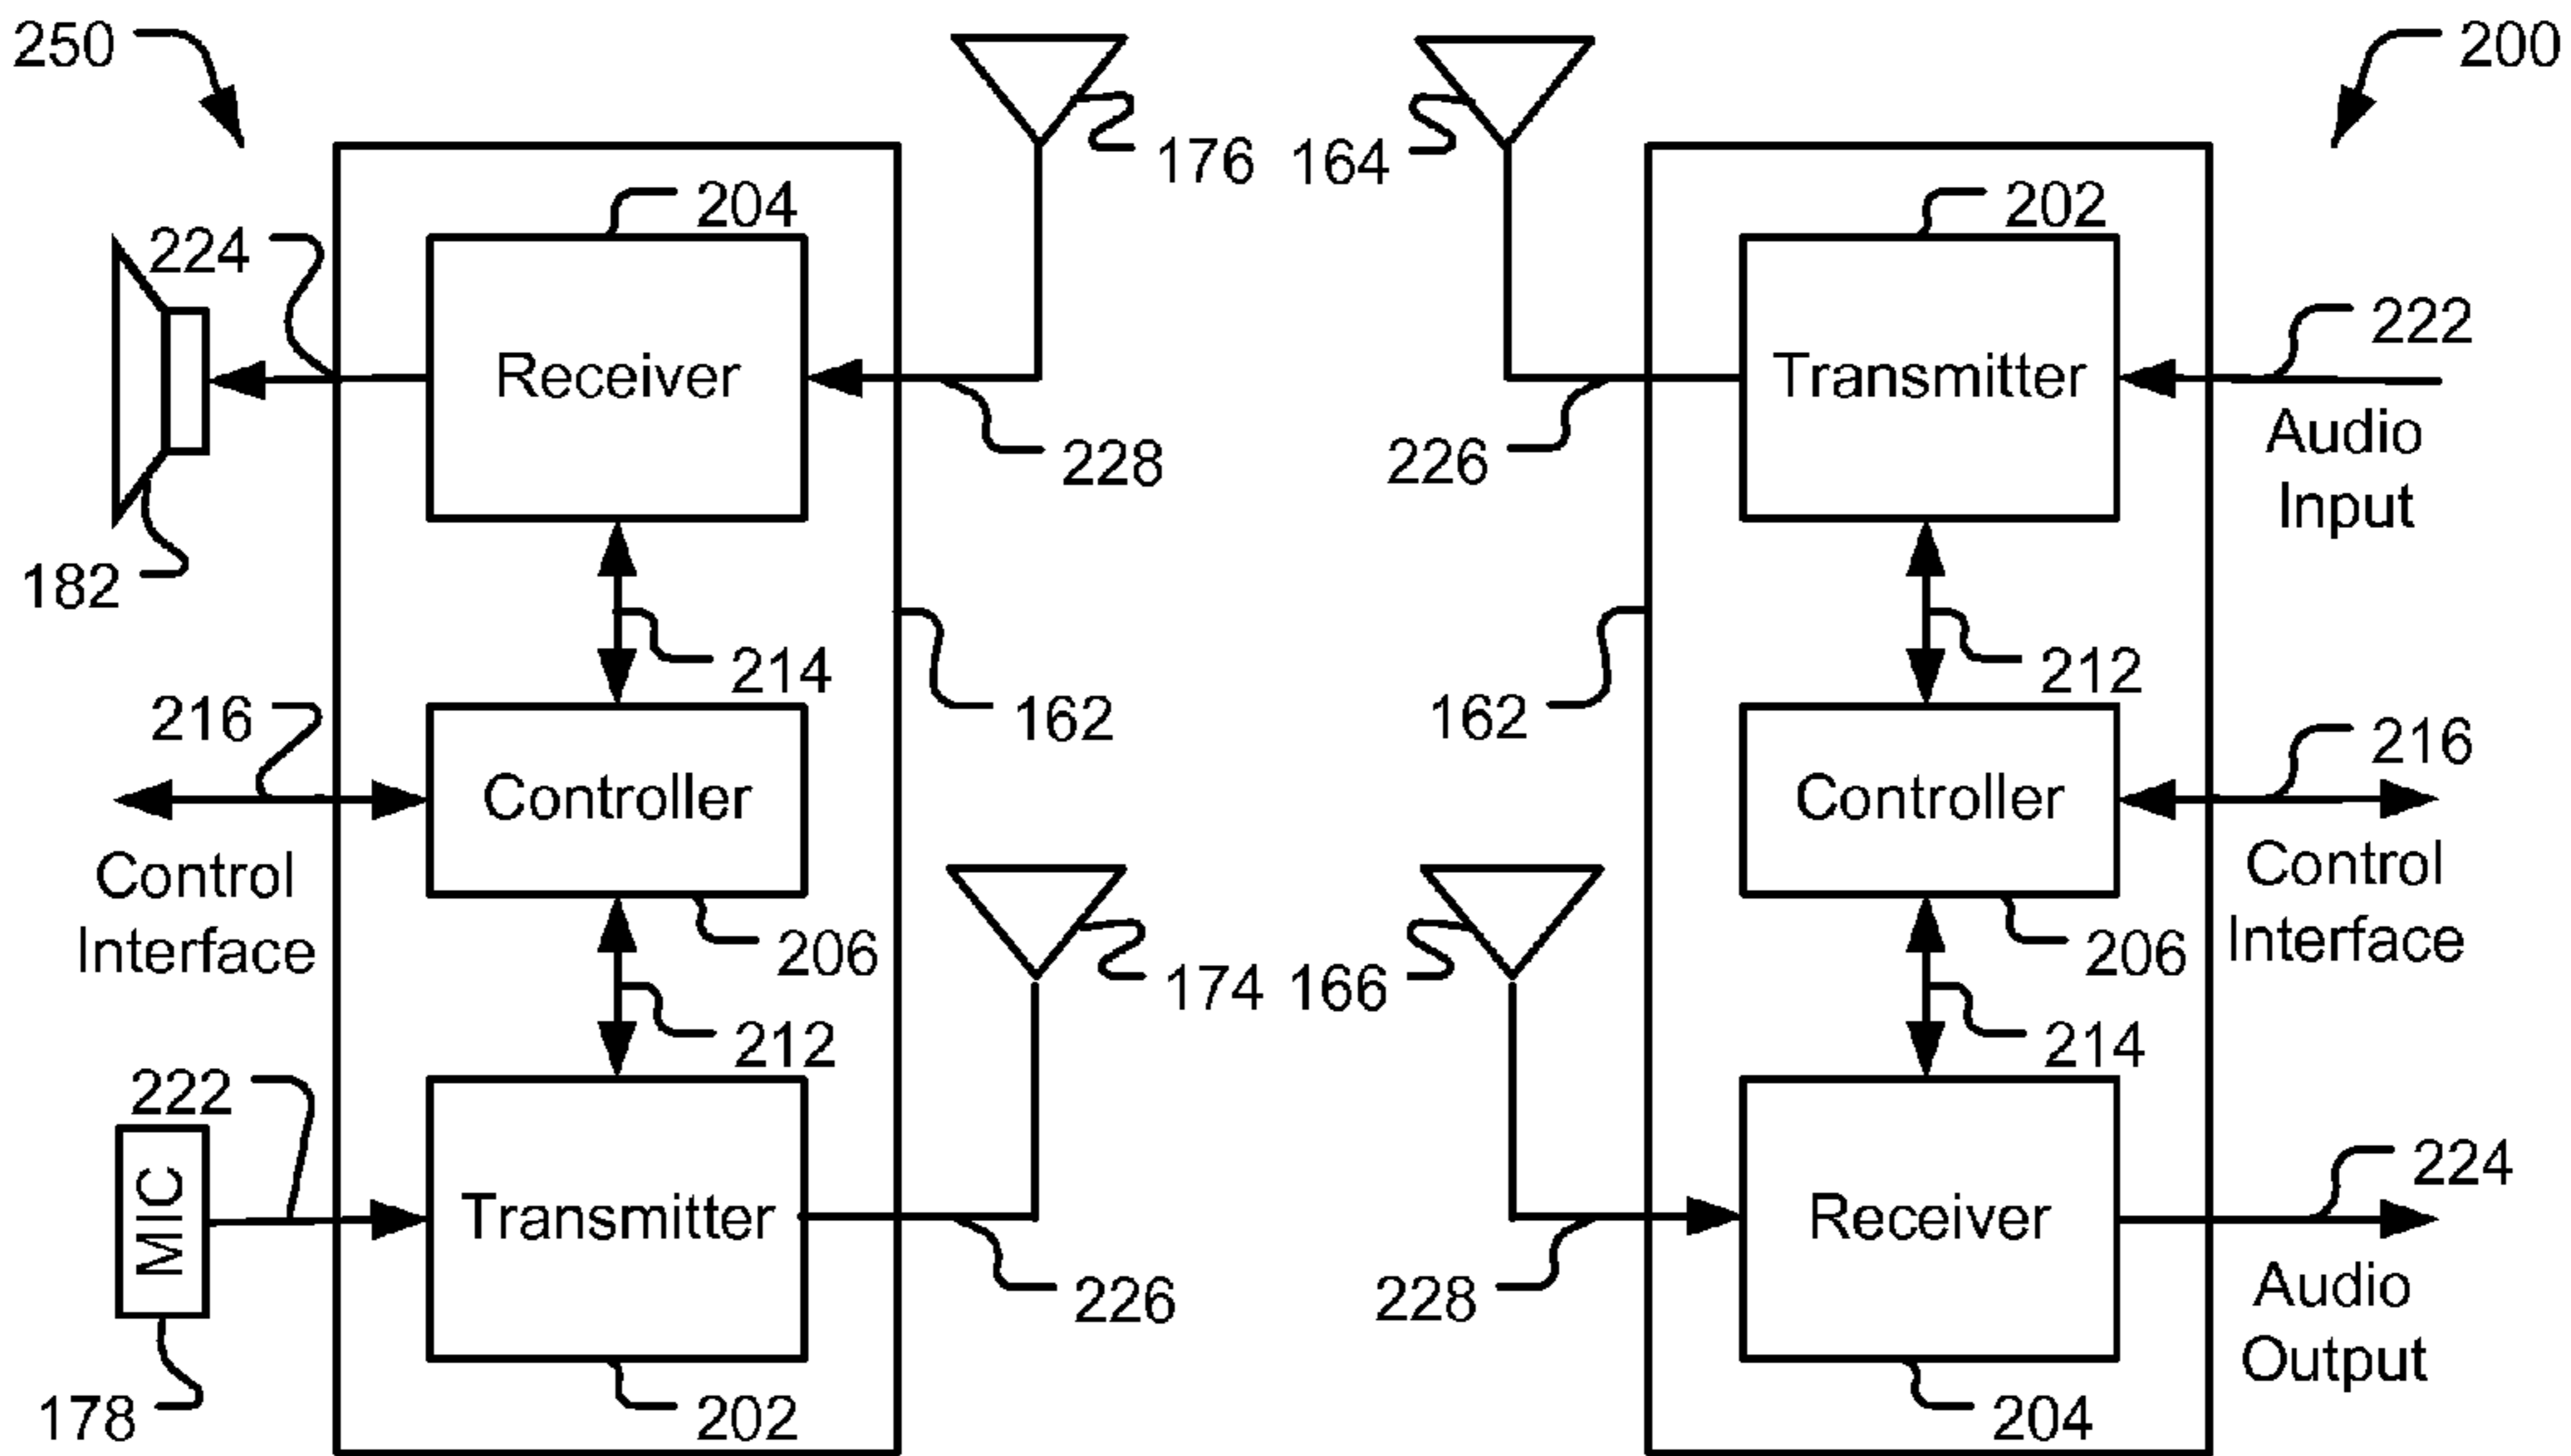 250
200
176
164
204
202
224
222
Receiver
Transmitter
Audio
Input
228
226
182
214
212
162
162
216
216
Controller
Controller
Control
Interface
Control
Interface
206
206
174
166
212
214
222
224
MIC
Transmitter
Receiver
226
228
Audio
Output
178
202
204